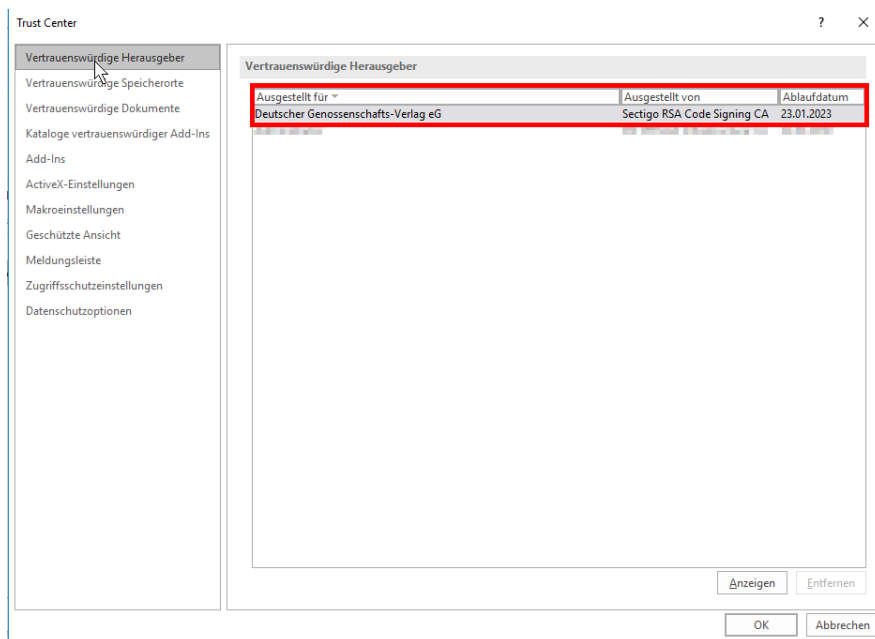 Trust Center
?
Vertrauenswürdige Herausgeber
Vertrauenswürdige Speicherorte
Vertrauenswürdige Dokumente
Kataloge vertrauenswürdiger Add-Ins
Add-Ins
ActiveX-Einstellungen
Makroeinstellungen
Geschützte Ansicht
Meldungsleiste
Zugriffsschutzeinstellungen
Datenschutzoptionen
Vertrauenswürdige Herausgeber
Ausgestellt für Ausgestellt von Ablaufdatum
Deutscher Genossenschafts-Verlag eG Sectigo RSA Code Signing CA 23.01.2023
Anzeigen Entfernen
OK Abbrechen